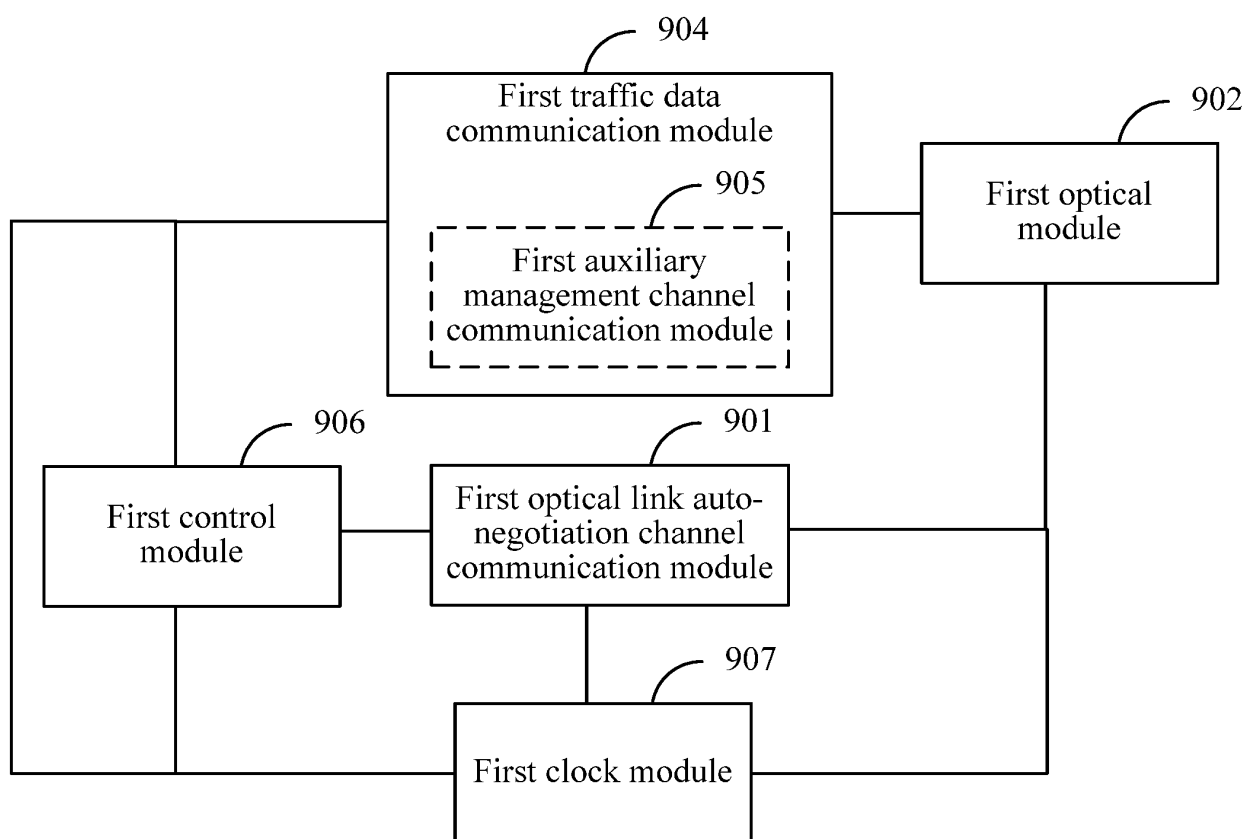 904
First traffic data
communication module
902
First optical
module
905
First auxiliary
management channel
communication module
906
First control
module
901
First optical link auto-
negotiation channel
communication module
907
First clock module